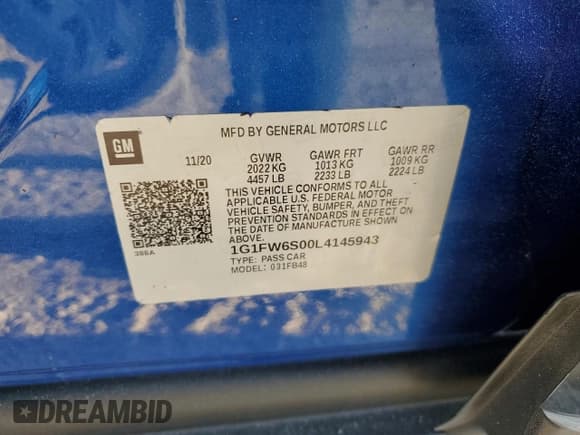 GM
MFD BY GENERAL MOTORS LLC
11/20 GVWR GAWR FRT GAWR RR
2022 KG 1013 KG 1009 KG
4457 LB 2233 LB 2224 LB
THIS VEHICLE CONFORMS TO ALL
APPLICABLE U.S. FEDERAL MOTOR
VEHICLE SAFETY, BUMPER, AND THEFT
PREVENTION STANDARDS IN EFFECT ON
THE DATE OF MANUFACTURE SHOWN
ABOVE.
386A
1G1FW6S00L4145943
TYPE: PASS CAR
MODEL: 031FB48
DREAMBID